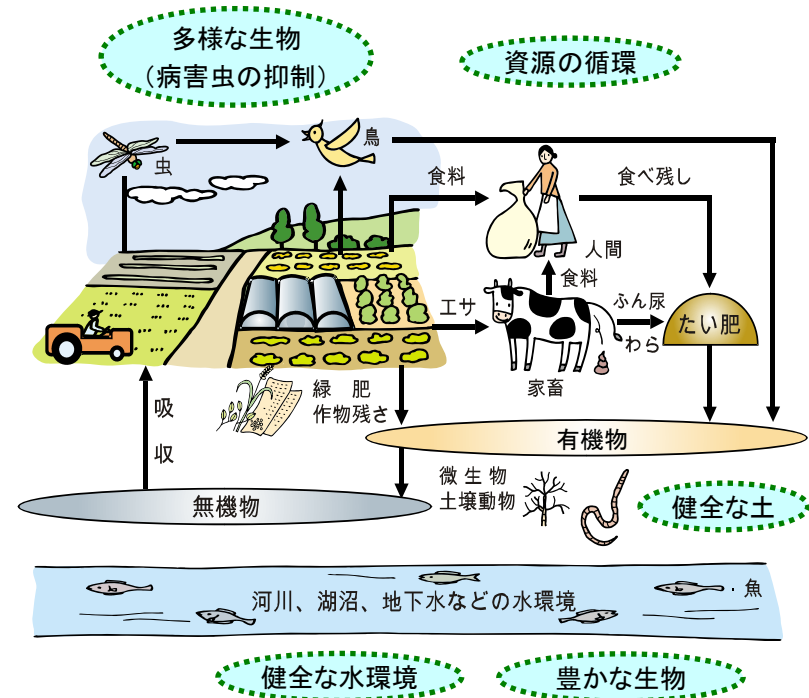 多様な生物
（病害虫の抑制）
資源の循環
虫
鳥
食料
食べ残し
人間
食料
エサ
ふん尿
わら
たい肥
家畜
緑　肥
作物残さ
有機物
吸
収
微生物
土壌動物
無機物
健全な土
河川、湖沼、地下水などの水環境
魚
健全な水環境
豊かな生物